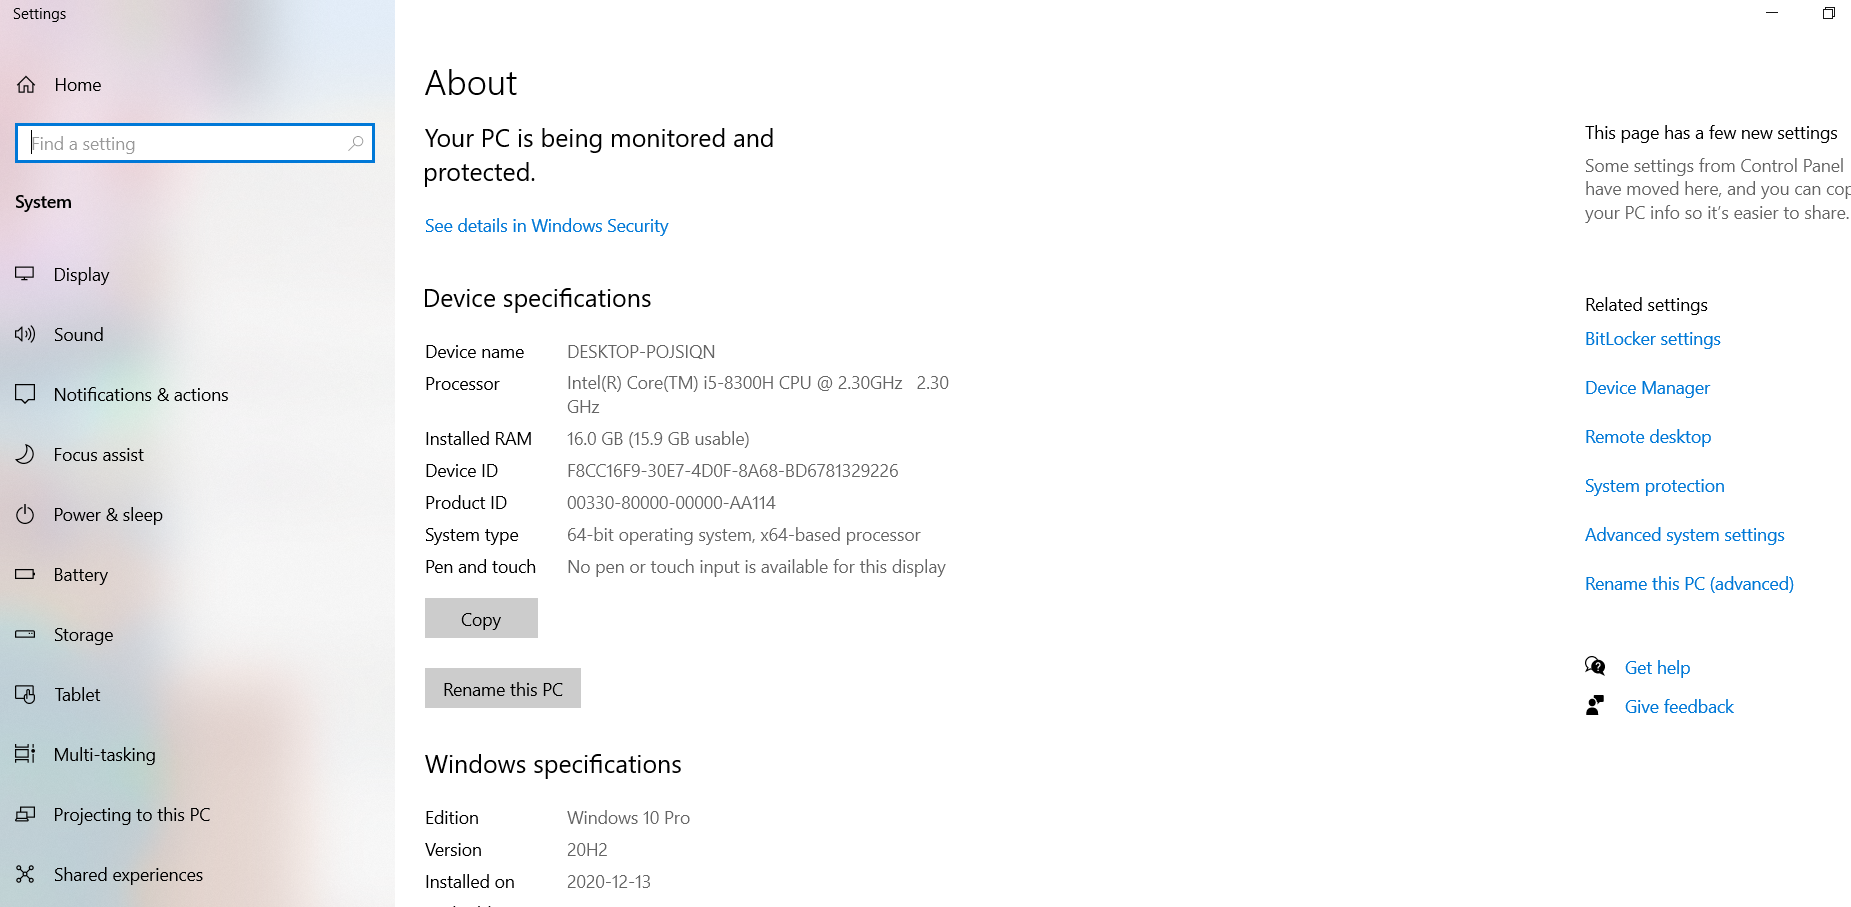 Settings
Home
Find a setting
System
Display
Sound
Notifications & actions
Focus assist
Power & sleep
Battery
Storage
Tablet
Multi-tasking
Projecting to this PC
Shared experiences
About
Your PC is being monitored and
protected.
See details in Windows Security
Device specifications
Device name DESKTOP-POJSIQN
Processor Intel(R) Core(TM) i5-8300H CPU @ 2.30GHz 2.30
GHz
Installed RAM 16.0 GB (15.9 GB usable)
Device ID F8CC16F9-30E7-4D0F-8A68-BD6781329226
Product ID 00330-80000-00000-AA114
System type 64-bit operating system, x64-based processor
Pen and touch No pen or touch input is available for this display
Copy
Rename this PC
Windows specifications
Edition Windows 10 Pro
Version 20H2
Installed on 2020-12-13
This page has a few new settings
Some settings from Control Panel
have moved here, and you can cop
your PC info so it's easier to share.
Related settings
BitLocker settings
Device Manager
Remote desktop
System protection
Advanced system settings
Rename this PC (advanced)
Get help
Give feedback